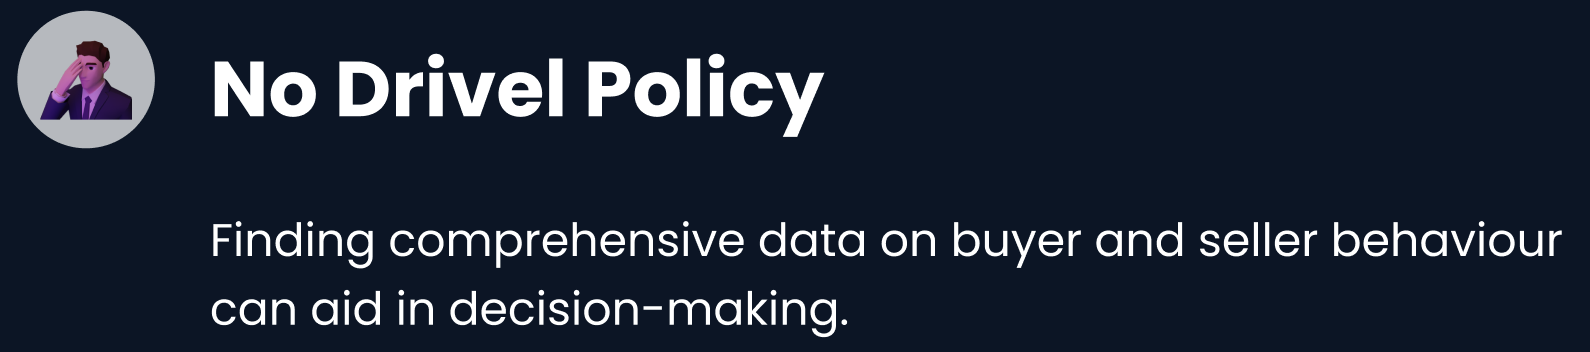 No Drivel Policy
Finding comprehensive data on buyer and seller behaviour
can aid in decision-making.